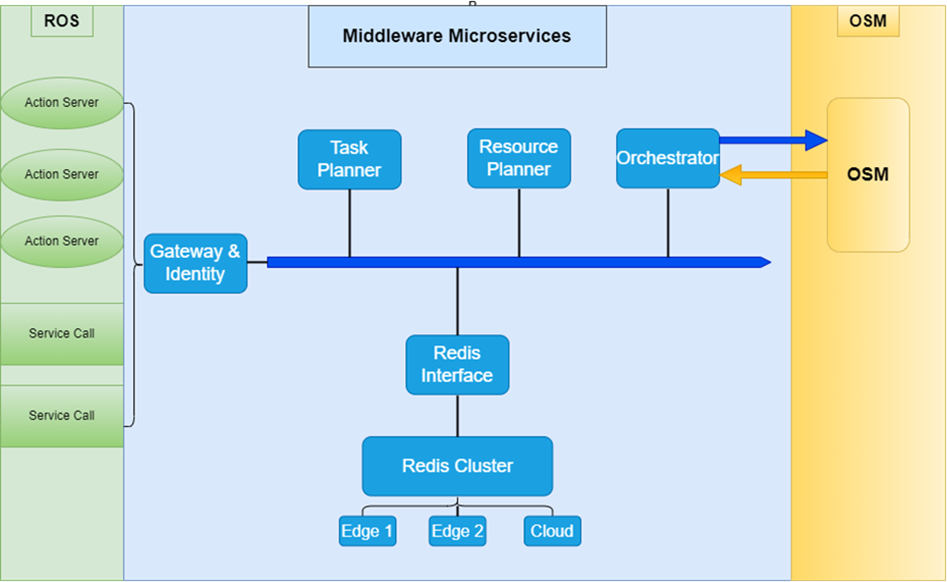 ROS
Middleware Microservices
OSM
Action Server
Action Server
Action Server
Service Call
Service Call
Gateway &
Identity
Task
Planner
Resource
Planner
Orchestrator
OSM
Redis
Interface
Redis Cluster
Edge 1
Edge 2
Cloud